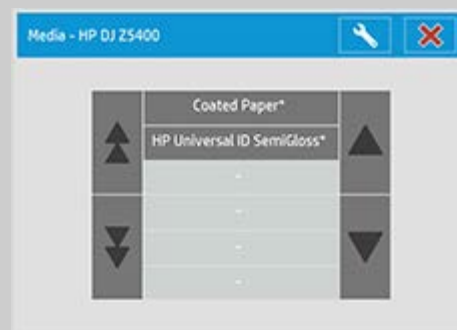 Media - HP DJ Z5400
Coated Paper*
HP Universal ID SemiGloss*
-
-
-
-